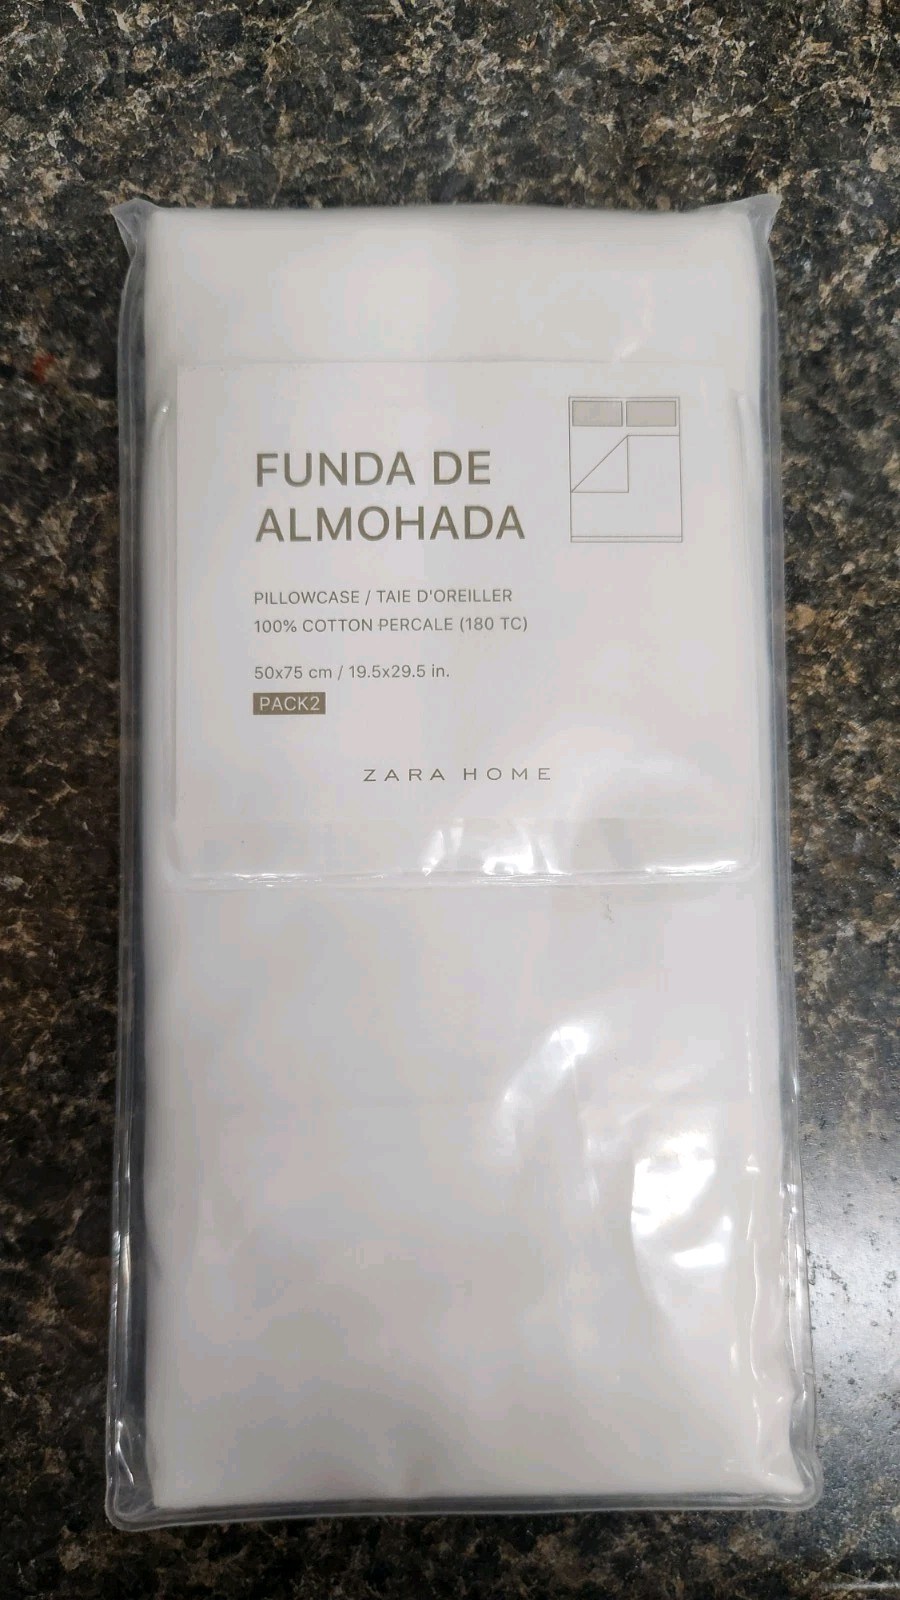 FUNDA DE
ALMOHADA
PILLOWCASE / TAIE D'OREILLER
100% COTTON PERCALE (180 TC)
50x75 cm / 19.5x29.5 in.
PACK2
ZARA HOME